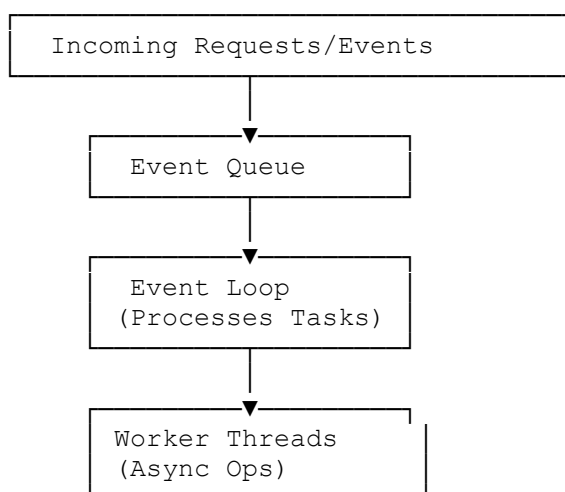 Incoming Requests/Events
Event Queue
Event Loop
(Processes Tasks)
Worker Threads
(Async Ops)